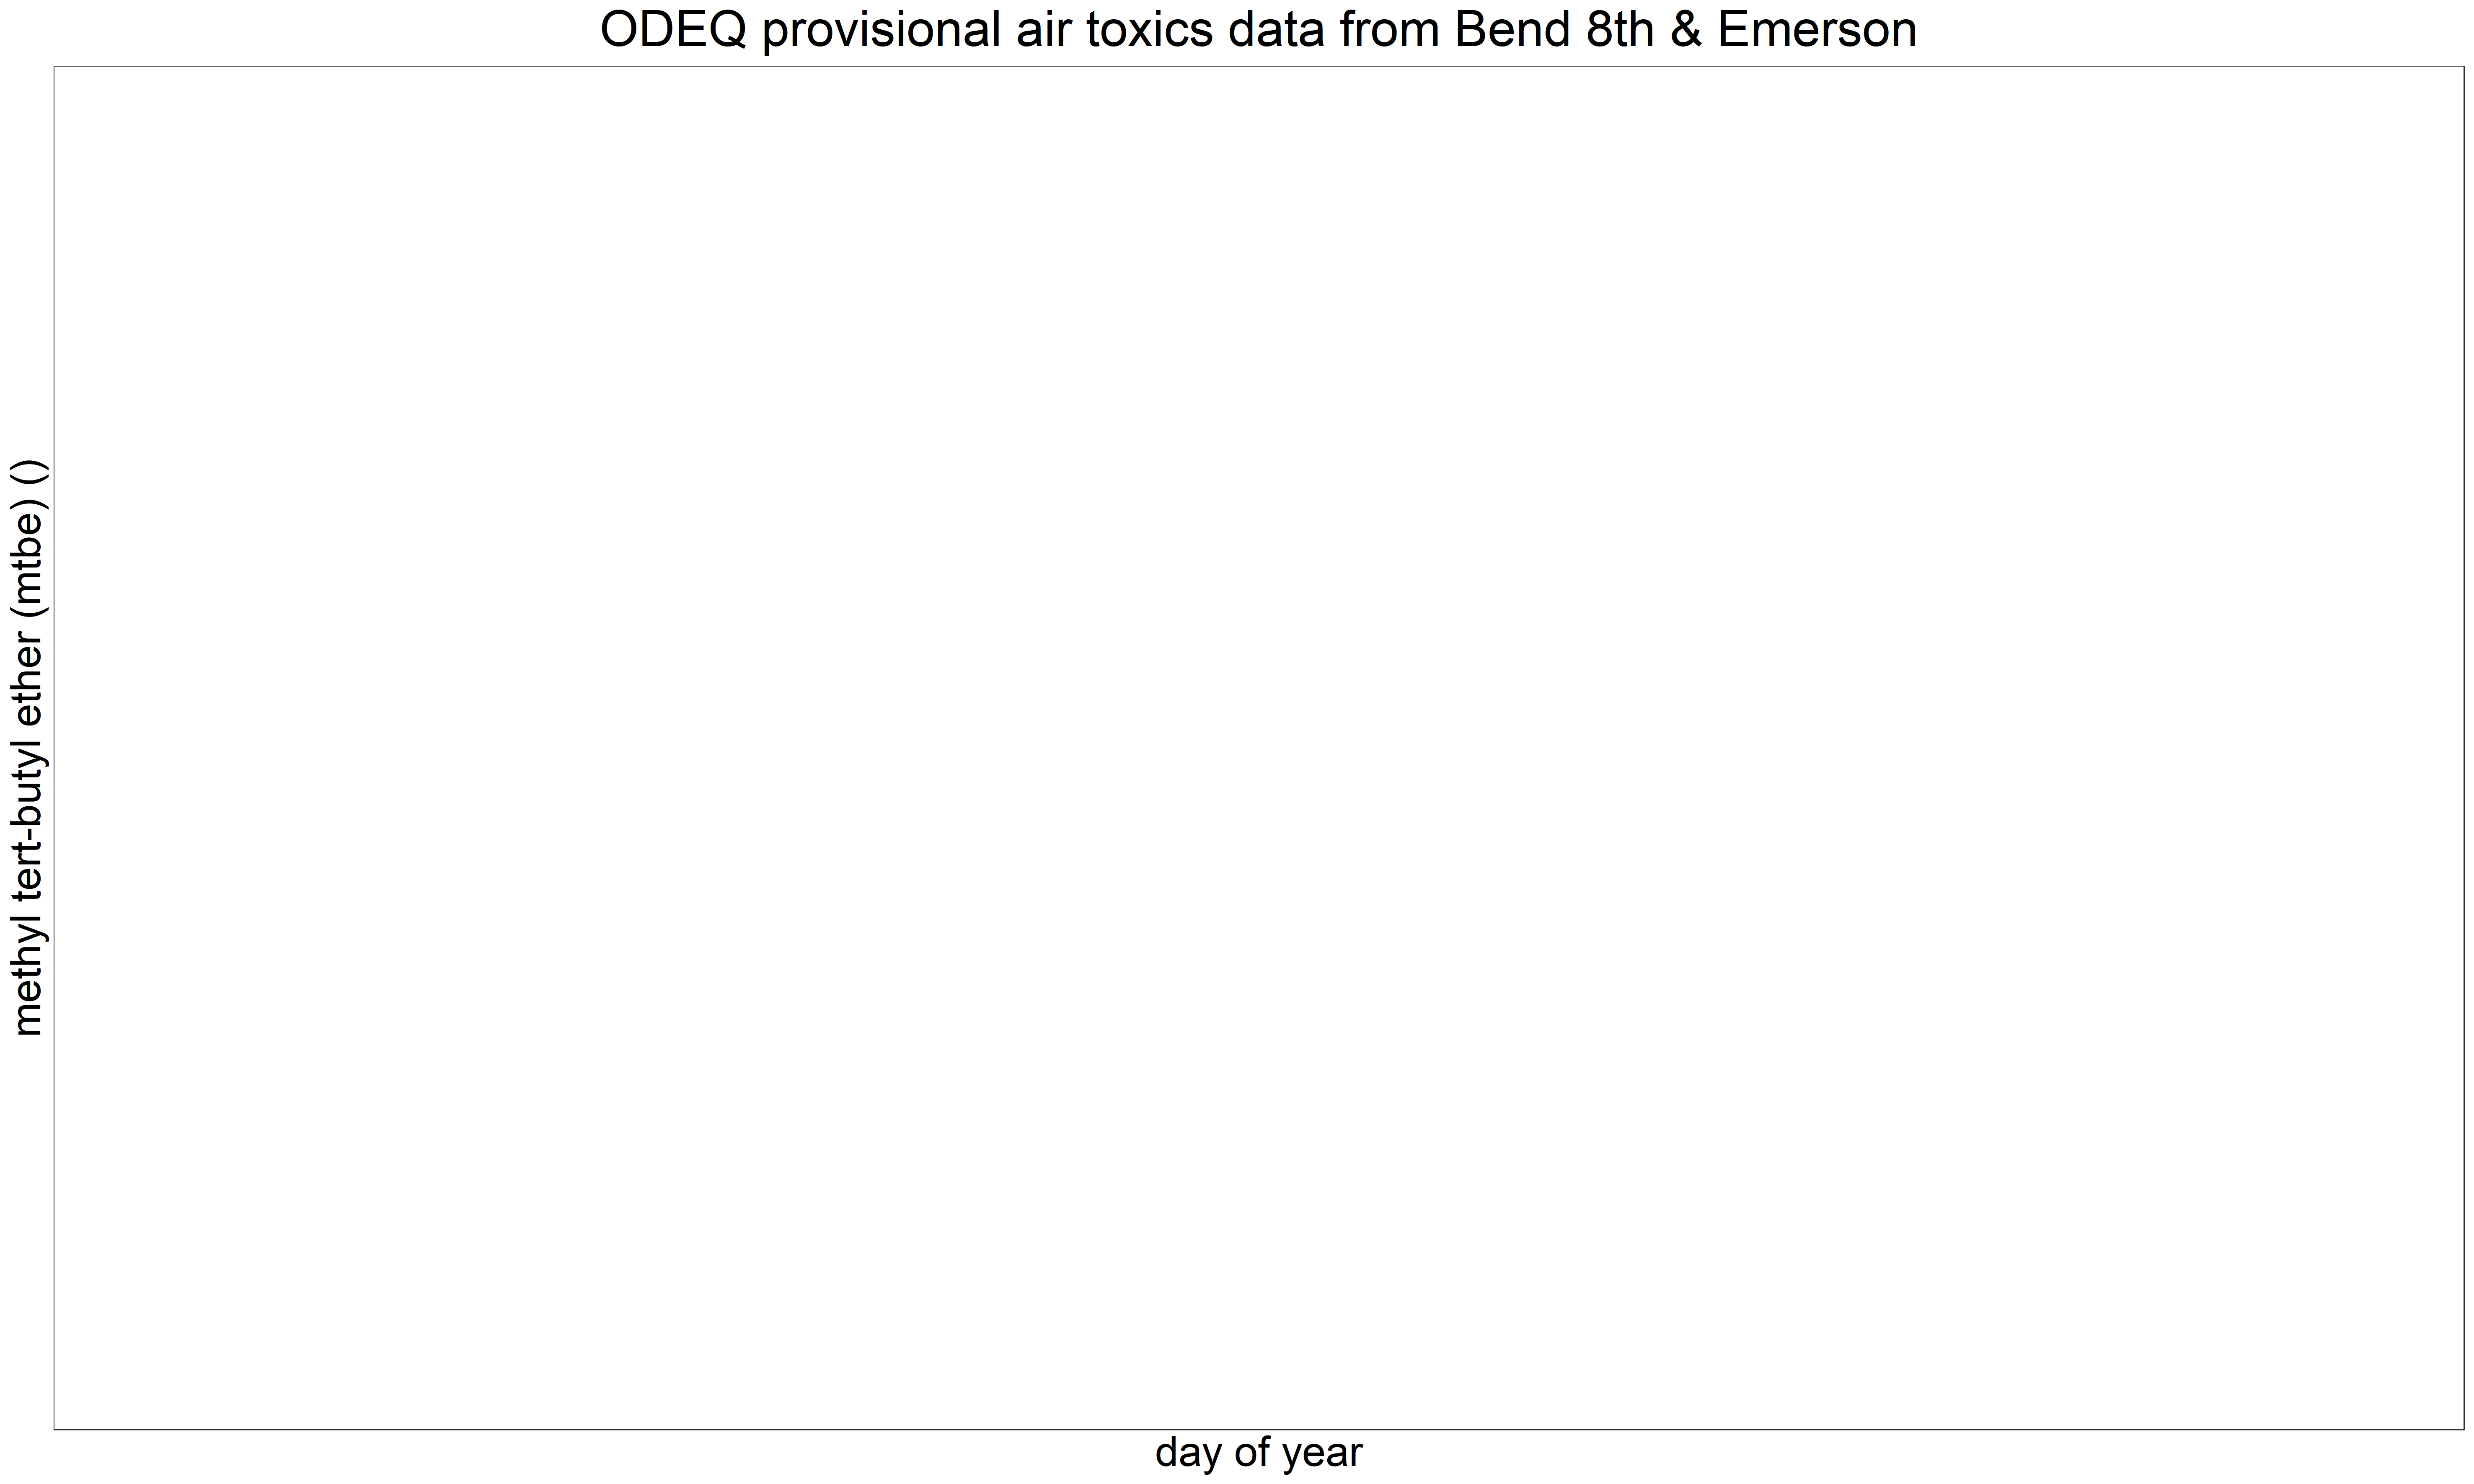 ODEQ provisional air toxics data from Bend 8th & Emerson
methyl tert-butyl ether (mtbe) ()
day of year